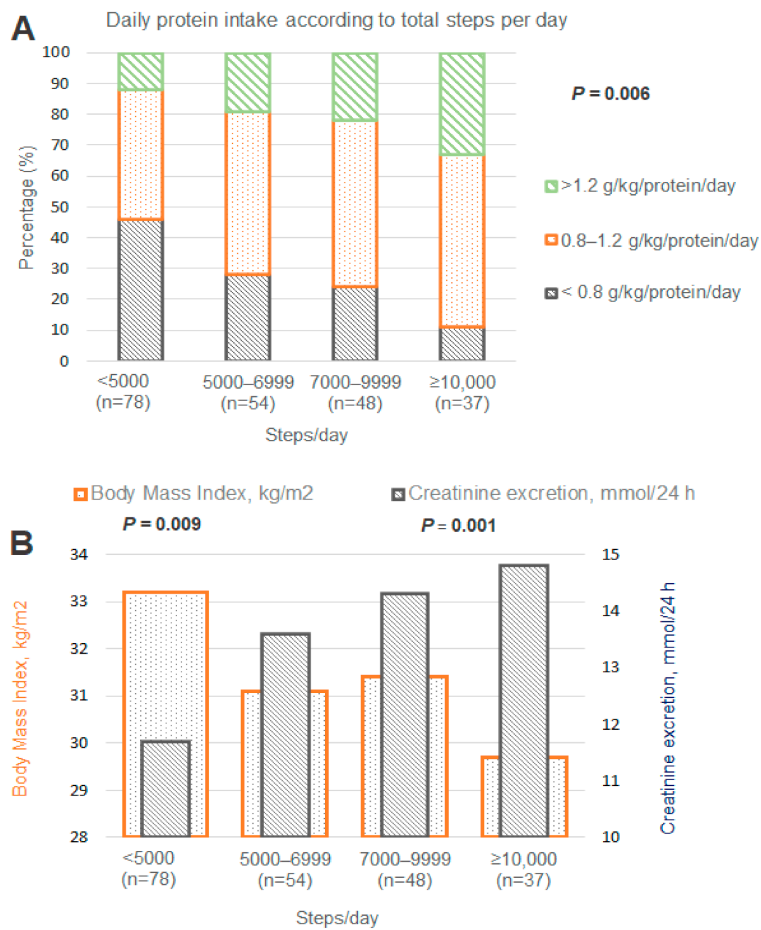 A
Daily protein intake according to total steps per day
Percentage (%)
100
90
80
70
60
50
40
30
20
10
0
P = 0.006
>1.2 g/kg/protein/day
0.8–1.2 g/kg/protein/day
< 0.8 g/kg/protein/day
<5000 5000–6999 7000–9999 ≥10,000
(n=78) (n=54) (n=48) (n=37)
Steps/day
Body Mass Index, kg/m2 Creatinine excretion, mmol/24 h
P = 0.009 P = 0.001
B
Body Mass Index, kg/m2
34
33
32
31
30
29
28
15
14
13
12
11
10
Creatinine excretion, mmol/24 h
<5000 5000–6999 7000–9999 ≥10,000
(n=78) (n=54) (n=48) (n=37)
Steps/day